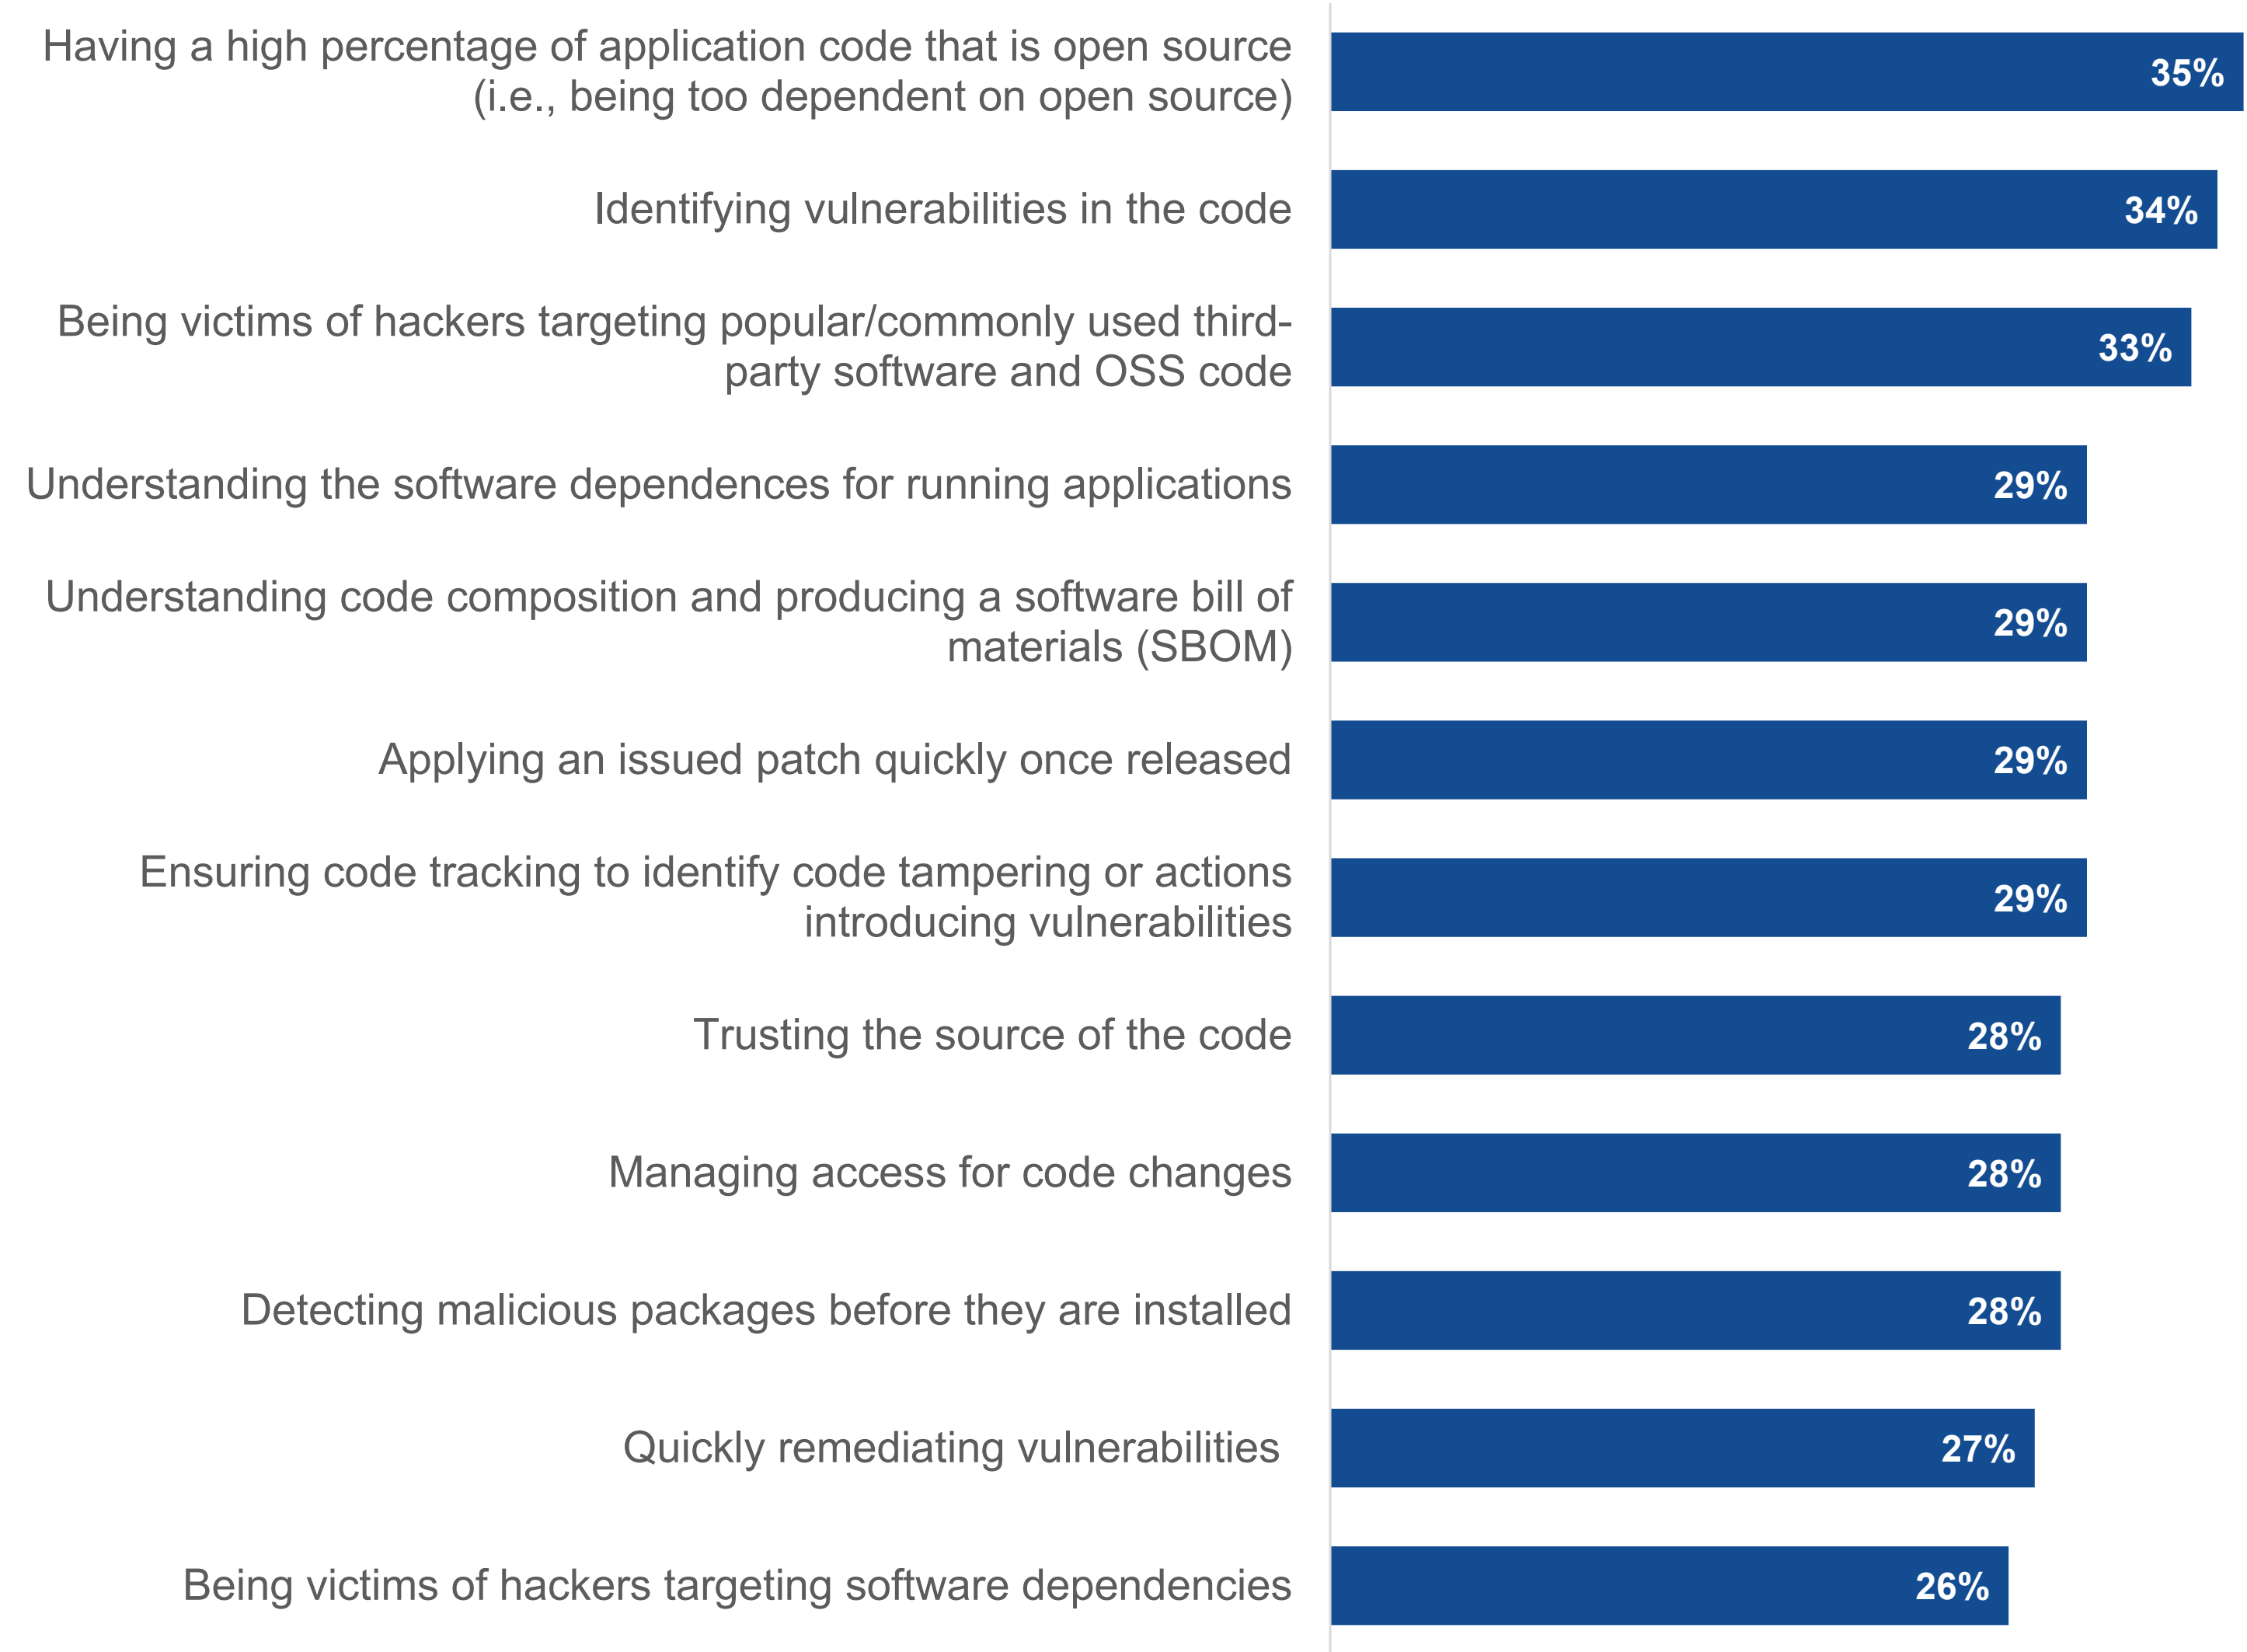 Having a high percentage of application code that is open source
(i.e., being too dependent on open source)
35%
Identifying vulnerabilities in the code
34%
Being victims of hackers targeting popular/commonly used third-
party software and OSS code
33%
Understanding the software dependences for running applications
29%
Understanding code composition and producing a software bill of
materials (SBOM)
29%
Applying an issued patch quickly once released
29%
Ensuring code tracking to identify code tampering or actions
introducing vulnerabilities
29%
Trusting the source of the code
28%
Managing access for code changes
28%
Detecting malicious packages before they are installed
28%
Quickly remediating vulnerabilities
27%
Being victims of hackers targeting software dependencies
26%